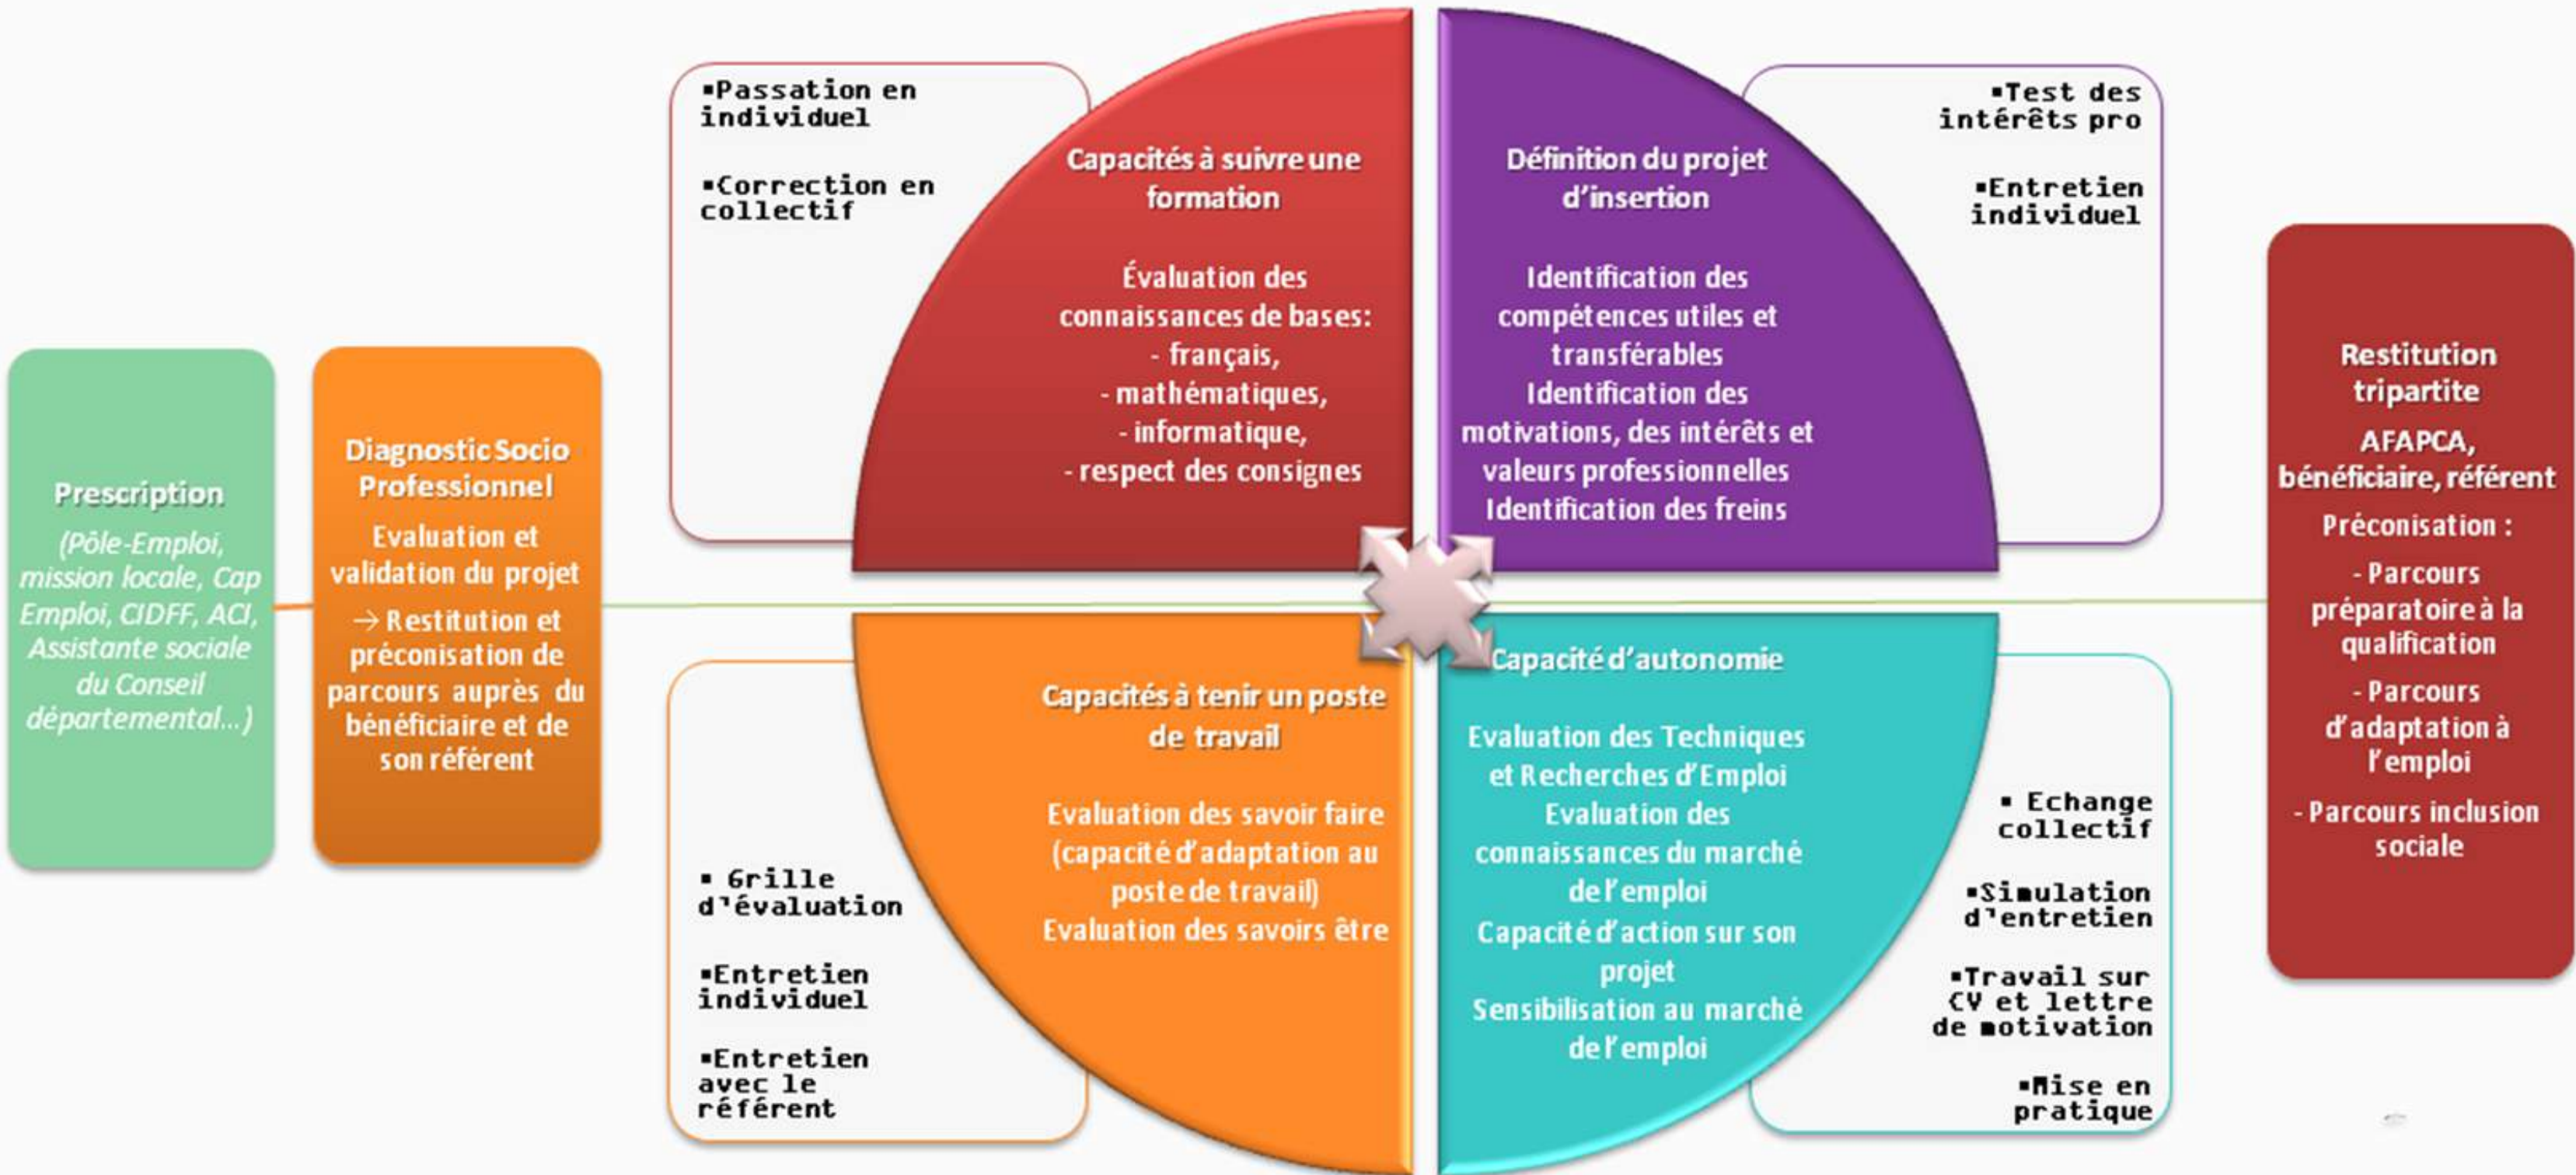 Prescription
(Pôle-Emploi,
mission locale, Cap
Emploi, CIDFF, ACI,
Assistante sociale
du Conseil
départemental...)
Diagnostic Socio
Professionnel
Evaluation et
validation du projet
→ Restitution et
préconisation de
parcours auprès du
bénéficiaire et de
son référent
▪Passation en
individuel
▪Correction en
collectif
Capacités à suivre une
formation
Évaluation des
connaissances de bases:
- français,
- mathématiques,
- informatique,
- respect des consignes
Définition du projet
d’insertion
Identification des
compétences utiles et
transférables
Identification des
motivations, des intérêts et
valeurs professionnelles
Identification des freins
▪Test des
intérêts pro
▪Entretien
individuel
▪ Grille
d'évaluation
▪Entretien
individuel
▪Entretien
avec le
référent
Capacités à tenir un poste
de travail
Evaluation des savoir faire
(capacité d’adaptation au
poste de travail)
Evaluation des savoirs être
Capacité d’autonomie
Evaluation des Techniques
et Recherches d’Emploi
Evaluation des
connaissances du marché
de l’emploi
Capacité d’action sur son
projet
Sensibilisation au marché
de l’emploi
▪ Echange
collectif
▪Simulation
d'entretien
▪Travail sur
CV et lettre
de motivation
▪Mise en
pratique
Restitution
tripartite
AFAPCA,
bénéficiaire, référent
Préconisation :
- Parcours
préparatoire à la
qualification
- Parcours
d’adaptation à
l’emploi
- Parcours inclusion
sociale